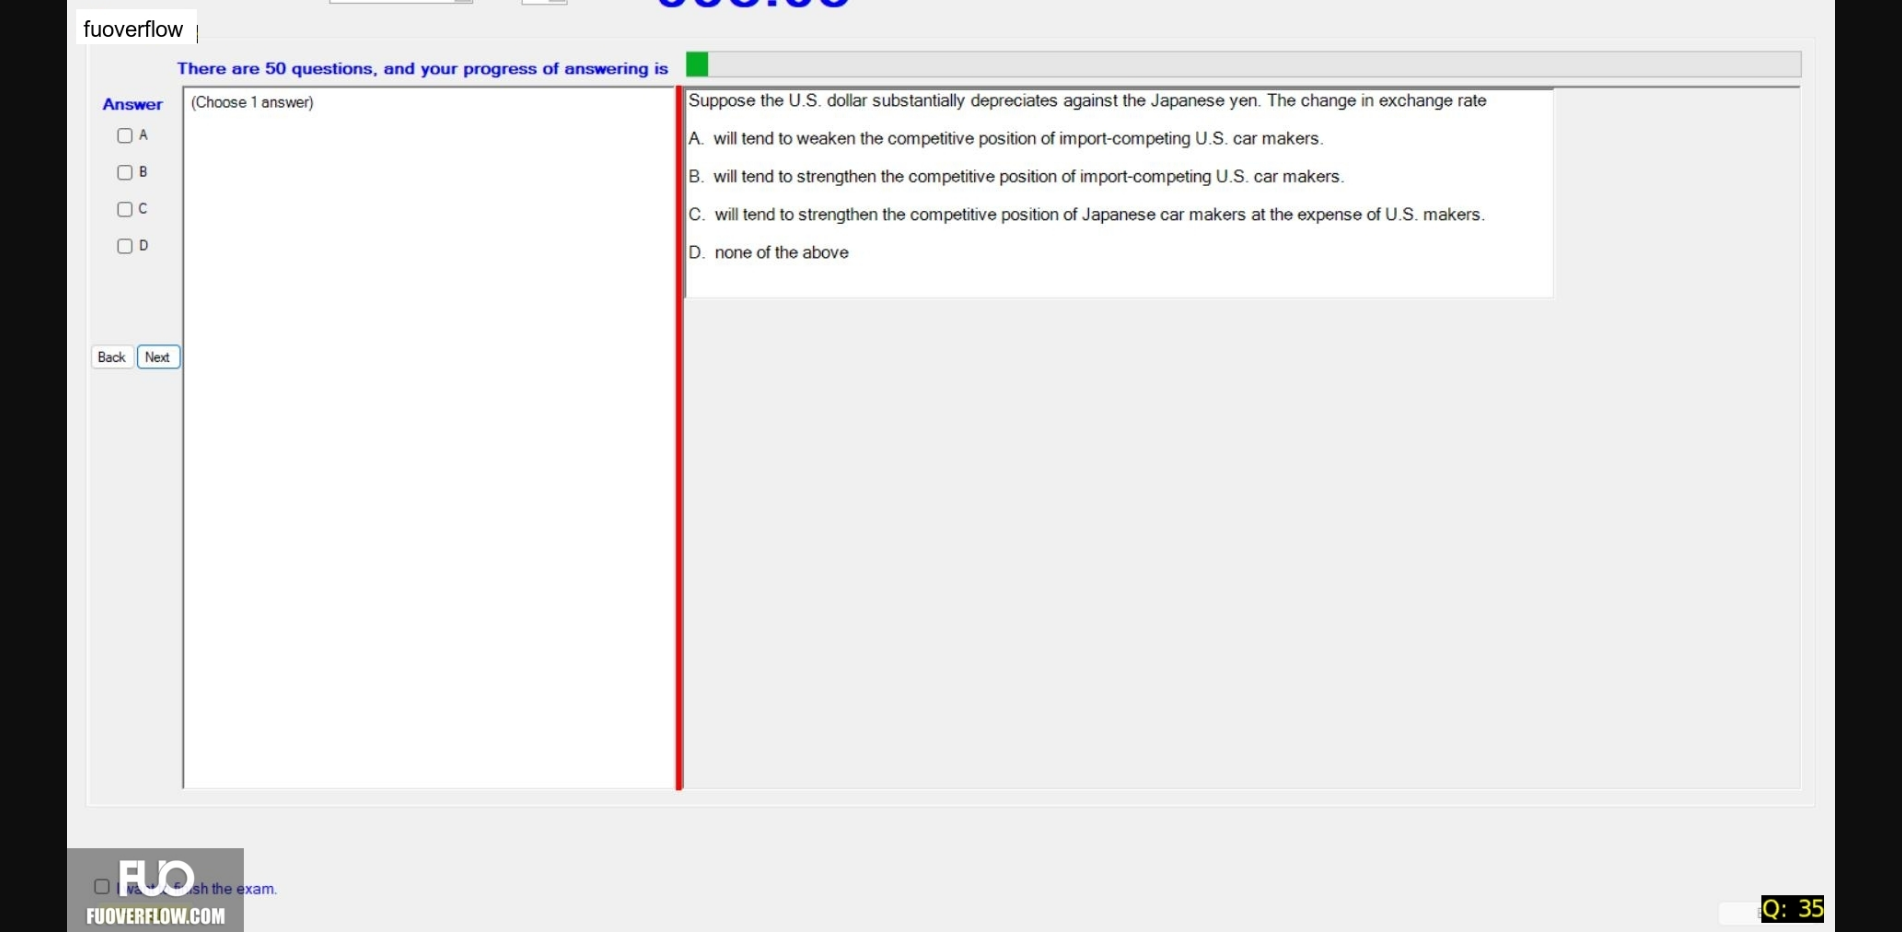 fuoverflow
There are 50 questions, and your progress of answering is
Answer
(Choose 1 answer)
A
B
C
D
Back Next
Suppose the U.S. dollar substantially depreciates against the Japanese yen. The change in exchange rate
A. will tend to weaken the competitive position of import-competing U.S. car makers.
B. will tend to strengthen the competitive position of import-competing U.S. car makers.
C. will tend to strengthen the competitive position of Japanese car makers at the expense of U.S. makers.
D. none of the above
FUO
sh the exam.
FUOVERFLOW.COM
Q: 35